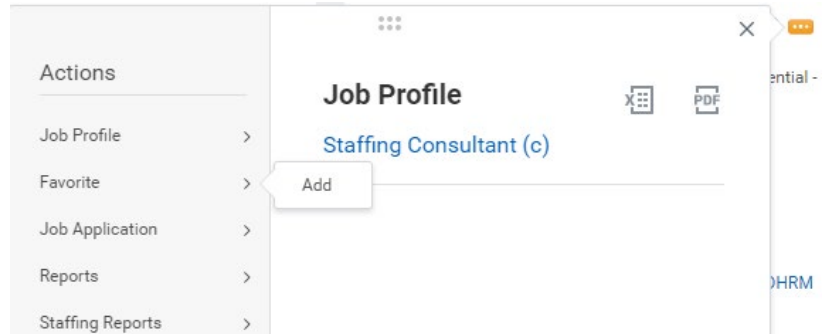 Actions
Job Profile
Favorite
Job Application
Reports
Staffing Reports
Add
Job Profile
PDF
Staffing Consultant (c)
ential -
HRM